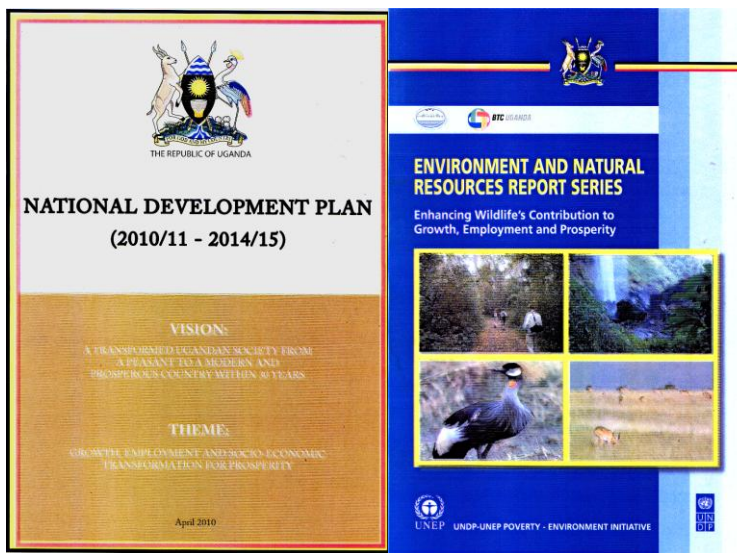 THE REPUBLIC OF UGANDA
NATIONAL DEVELOPMENT PLAN
(2010/11 - 2014/15)
VISION:
A TRANSFORMED UGANDAN SOCIETY FROM
A PEASANT TO A MODERN AND
PROSPEROUS COUNTRY WITHIN 30 YEARS
THEME:
GROWTH, EMPLOYMENT AND SOCIO-ECONOMIC
TRANSFORMATION FOR PROSPERITY
April 2010
BTC UGANDA
ENVIRONMENT AND NATURAL
RESOURCES REPORT SERIES
Enhancing Wildlife's Contribution to
Growth, Employment and Prosperity
UNEP
UNDP-UNEP POVERTY - ENVIRONMENT INITIATIVE
U N
D P